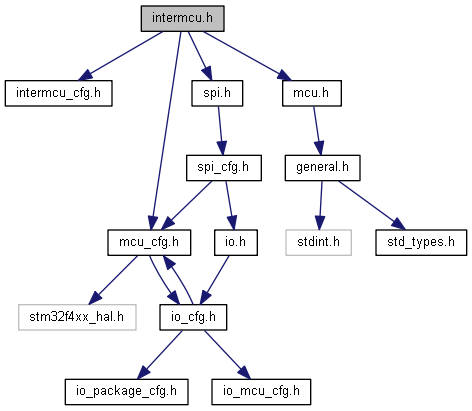 intermcu.h
intermcu_cfg.h
spi.h
mcu.h
spi_cfg.h
general.h
mcu_cfg.h
io.h
stdint.h
std_types.h
stm32f4xx_hal.h
io_cfg.h
io_package_cfg.h
io_mcu_cfg.h